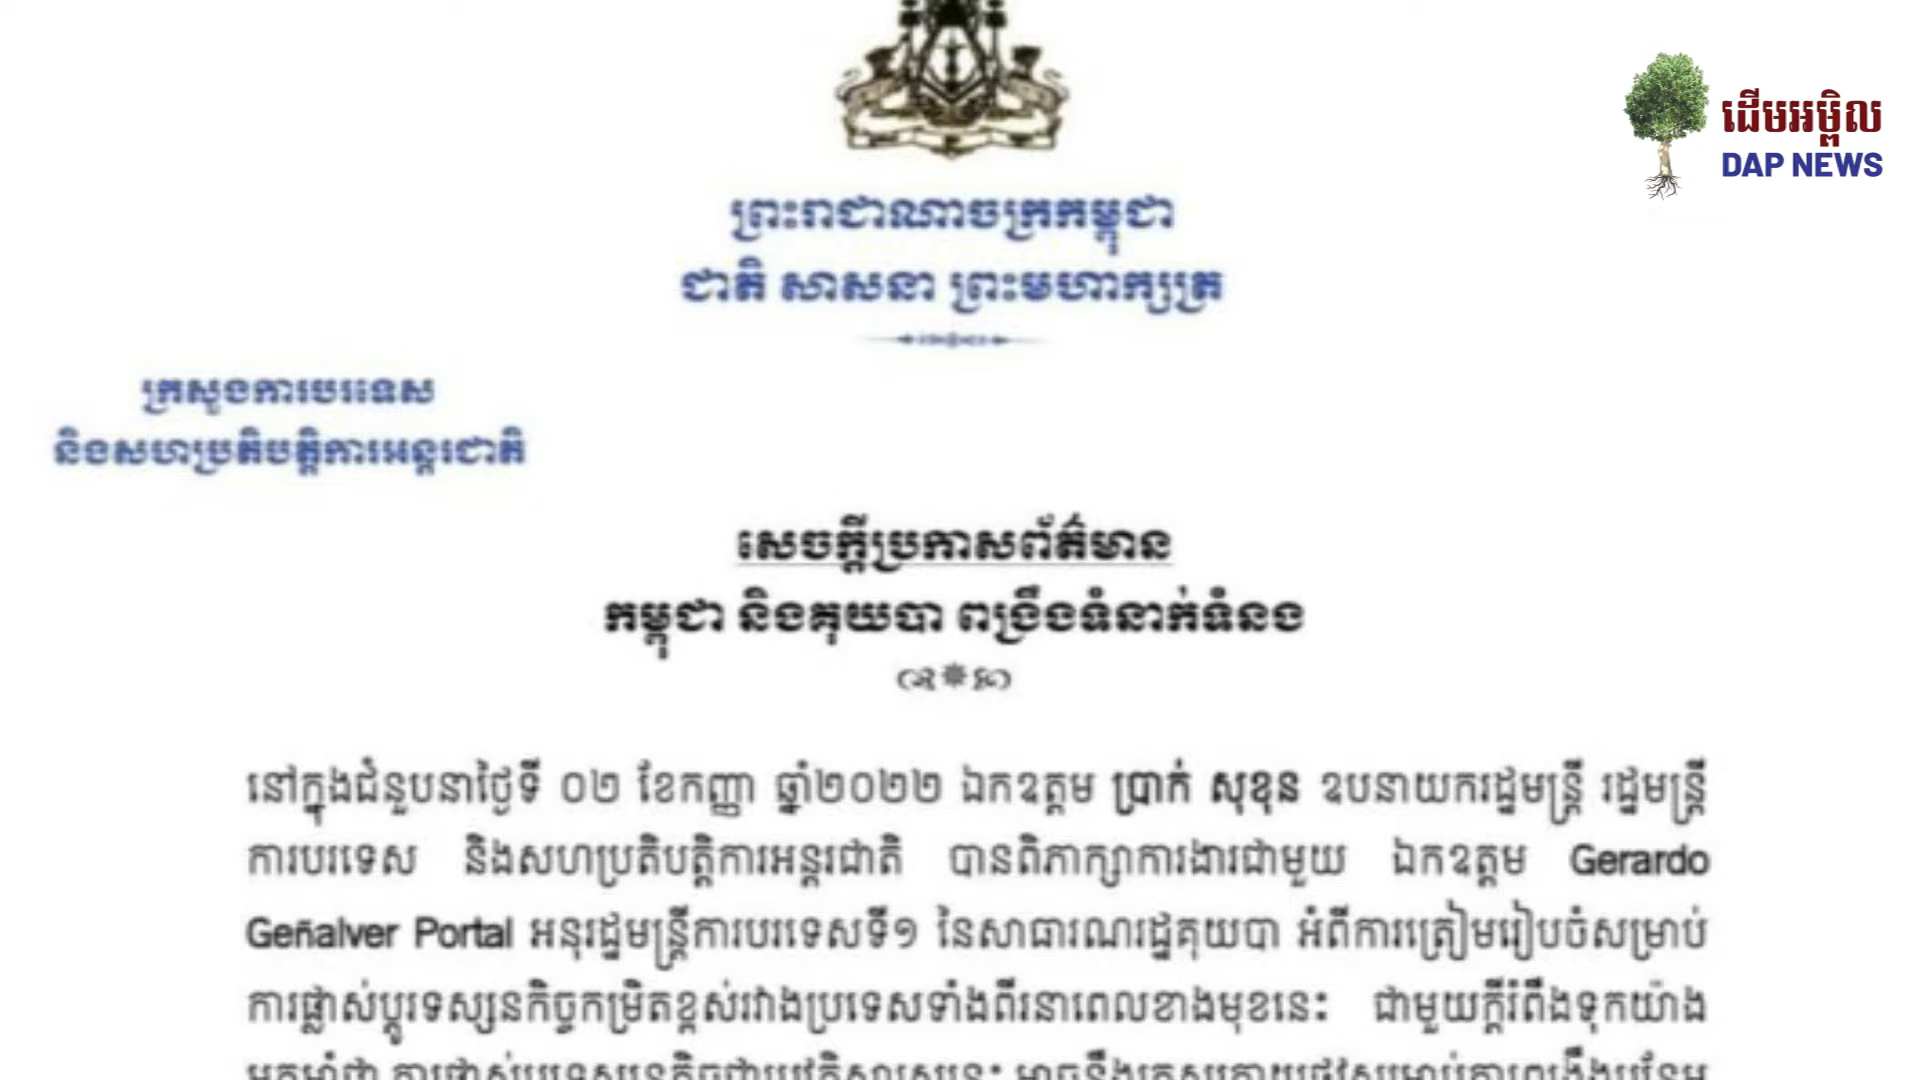 ដើមអម្ពិល
DAP NEWS
ព្រះរាជាណាចក្រកម្ពុជា
ជាតិ សាសនា ព្រះមហាក្សត្រ
ក្រសួងការបរទេស
និងសហប្រតិបត្តិការអន្តរជាតិ
សេចក្តីប្រកាសព័ត៌មាន
កម្ពុជា និងគុយបា ពង្រឹងទំនាក់ទំនង
នៅក្នុងជំនួបនាថ្ងៃទី ០២ ខែកញ្ញា ឆ្នាំ២០២២ ឯកឧត្តម ប្រាក់ សុខុន ឧបនាយករដ្ឋមន្ត្រី រដ្ឋមន្ត្រី
ការបរទេស និងសហប្រតិបត្តិការអន្តរជាតិ បានពិភាក្សាការងារជាមួយ ឯកឧត្តម Gerardo
Geñalver Portal អនុរដ្ឋមន្ត្រីការបរទេសទី១ នៃសាធារណរដ្ឋគុយបា អំពីការត្រៀមរៀបចំសម្រាប់
ការផ្លាស់ប្តូរទស្សនកិច្ចកម្រិតខ្ពស់រវាងប្រទេសទាំងពីរនាពេលខាងមុខនេះ ជាមួយក្តីរំពឹងទុកយ៉ាង